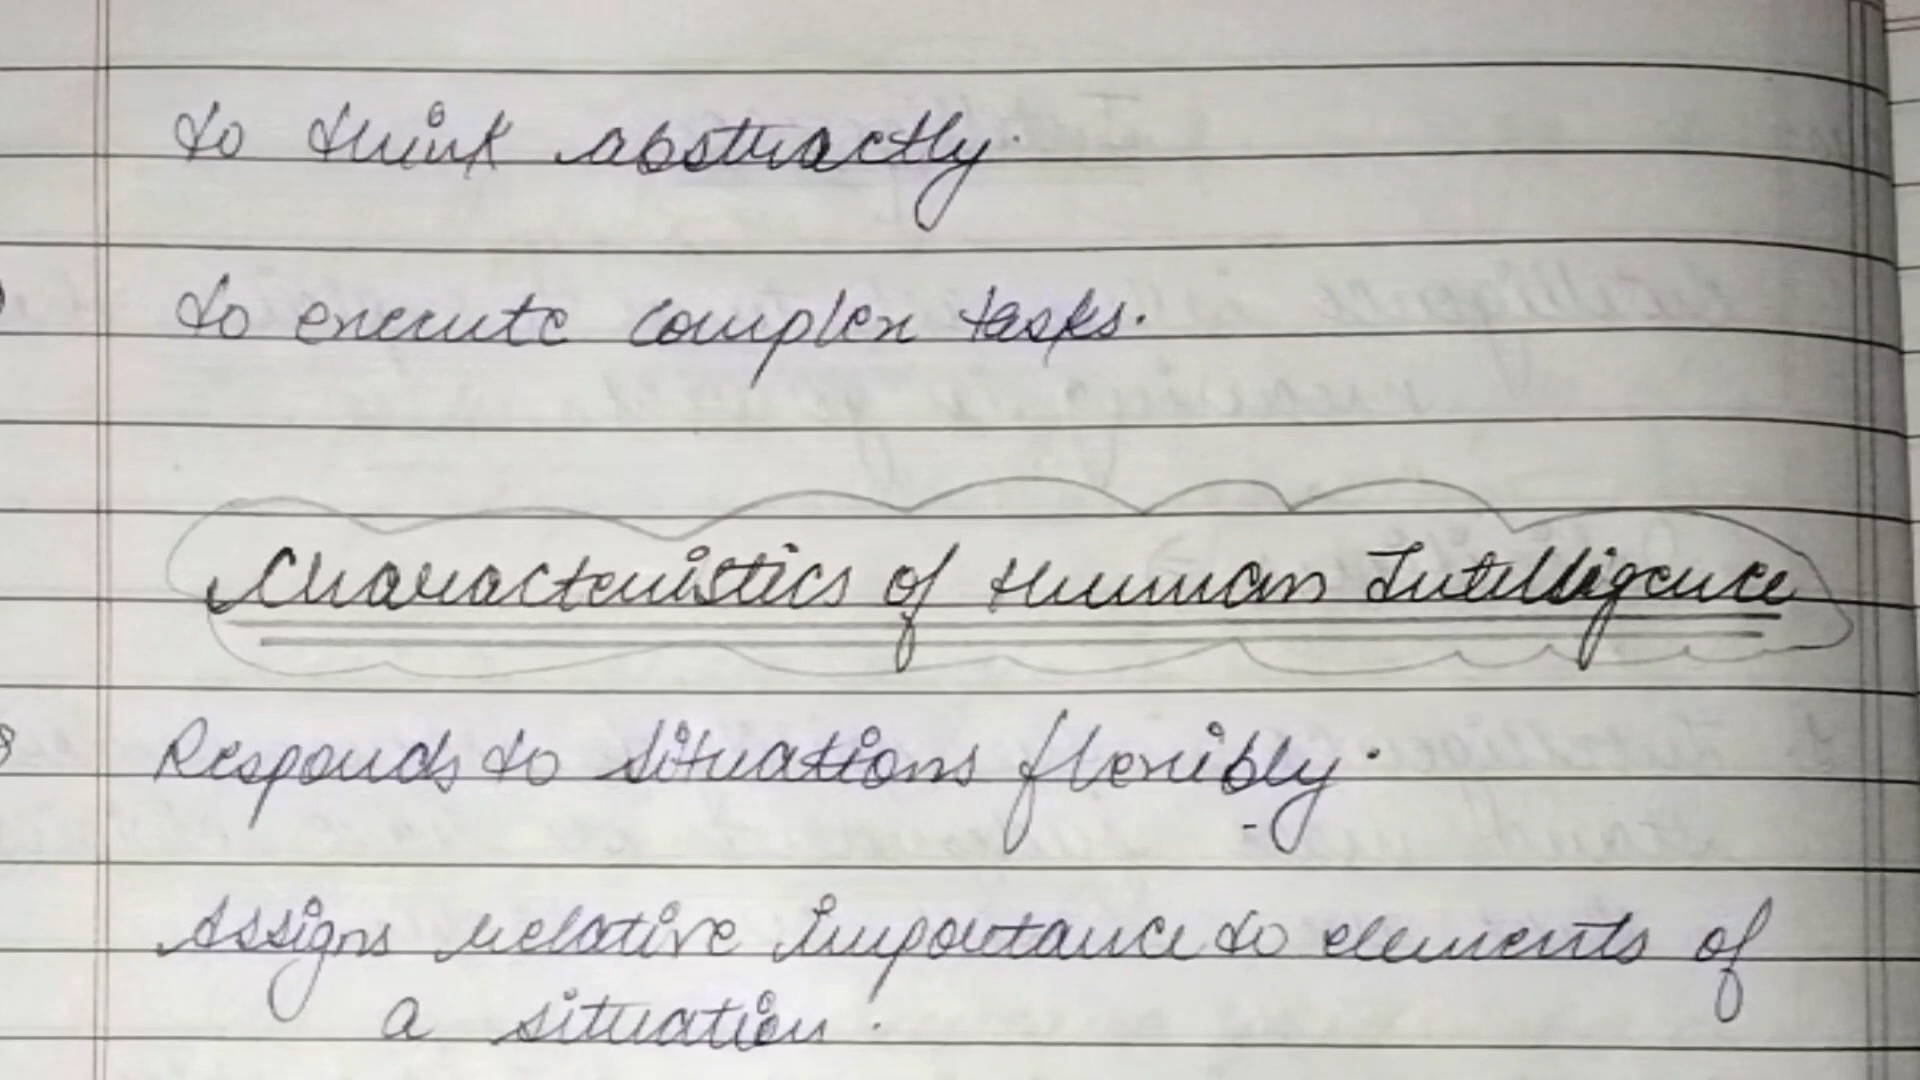 to think abstractly.
to execute complex tasks.
Characteristics of Human Intelligence
Responds to situations flexibly.
Assigns relative importance to elements of
a situation.